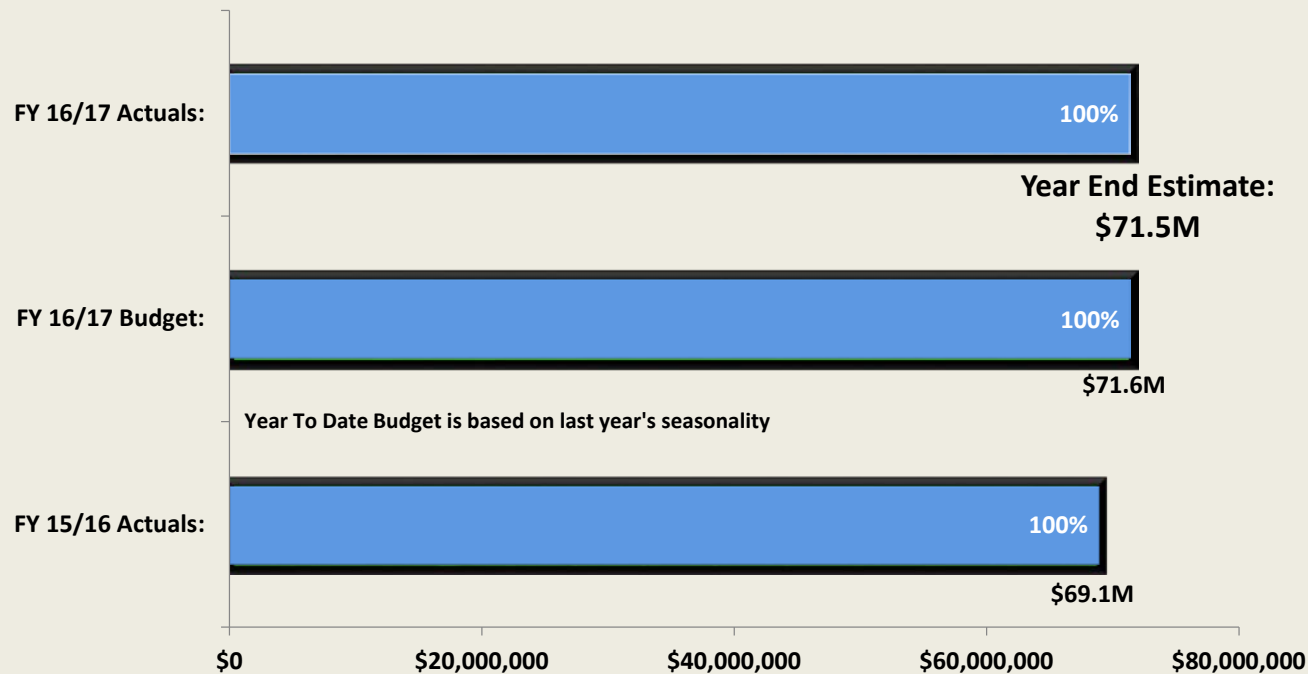 FY 16/17 Actuals:
100%
Year End Estimate:
$71.5M
FY 16/17 Budget:
100%
$71.6M
Year To Date Budget is based on last year's seasonality
FY 15/16 Actuals:
100%
$69.1M
$0 $20,000,000 $40,000,000 $60,000,000 $80,000,000